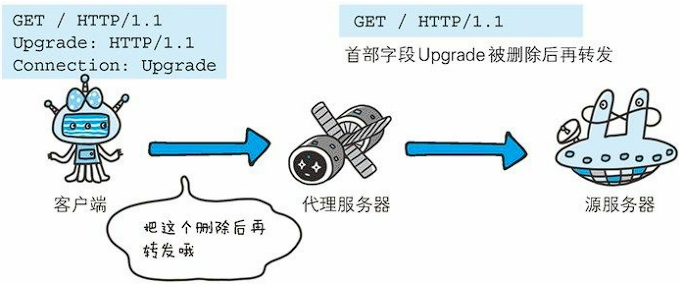 GET / HTTP/1.1
Upgrade: HTTP/1.1
Connection: Upgrade
GET / HTTP/1.1
首部字段Upgrade被删除后再转发
客户端
代理服务器
源服务器
把这个删除后再
转发哦